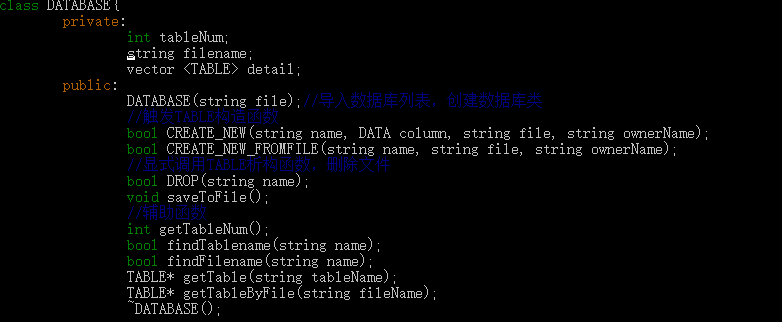 class DATABASE{
private:
int tableNum;
string filename;
vector <TABLE> detail;
public:
DATABASE(string file);//导入数据库列表，创建数据库类
//触发TABLE构造函数
bool CREATE_NEW(string name, DATA column, string file, string ownerName);
bool CREATE_NEW_FROMFILE(string name, string file, string ownerName);
//显式调用TABLE析构函数，删除文件
bool DROP(string name);
void saveToFile();
//辅助函数
int getTableNum();
bool findTablename(string name);
bool findFilename(string name);
TABLE* getTable(string tableName);
TABLE* getTableByFile(string fileName);
~DATABASE();